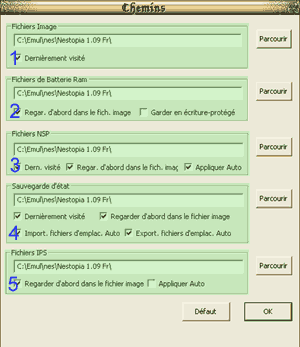 Chemins
Fichiers Image
C:\Emul\nes\Nestopia 1.09 Fr\
Parcourir
1 Dernièrement visité
Fichiers de Batterie Ram
C:\Emul\nes\Nestopia 1.09 Fr\
Parcourir
2 Regar. d'abord dans le fich. image Garder en écriture-protégé
Fichiers NSP
C:\Emul\nes\Nestopia 1.09 Fr\
Parcourir
3 Dern. visité Regar. d'abord dans le fich. imag Appliquer Auto
Sauvegarde d'état
C:\Emul\nes\Nestopia 1.09 Fr\
Parcourir
Dernièrement visité Regarder d'abord dans le fichier image
4 Import. fichiers d'emplac. Auto Export. fichiers d'emplac. Auto
Fichiers IPS
C:\Emul\nes\Nestopia 1.09 Fr\
Parcourir
5 Regarder d'abord dans le fichier image Appliquer Auto
Défaut OK